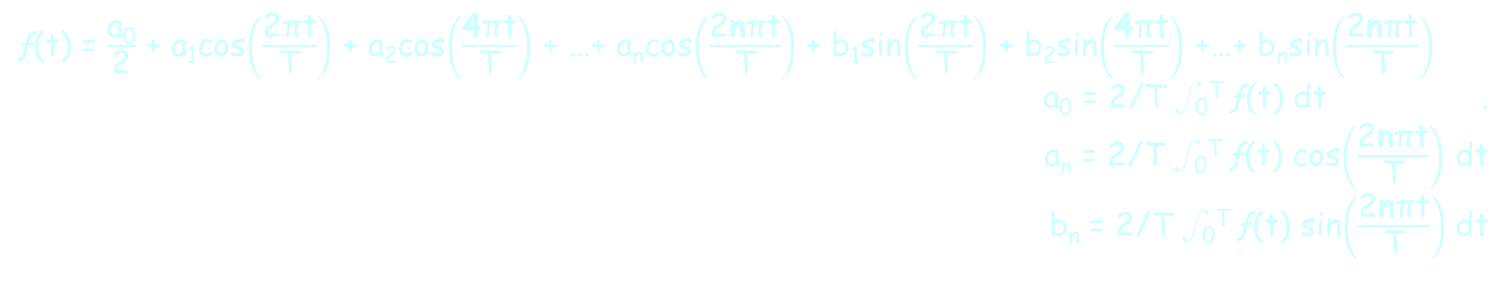 f(t) = a₀/2 + a₁cos(2πt/T) + a₂cos(4πt/T) + ...+ aₙcos(2nπt/T) + b₁sin(2πt/T) + b₂sin(4πt/T) +...+ bₙsin(2nπt/T)
a₀ = 2/T ∫₀ᵀ f(t) dt .
aₙ = 2/T ∫₀ᵀ f(t) cos(2nπt/T) dt
bₙ = 2/T ∫₀ᵀ f(t) sin(2nπt/T) dt